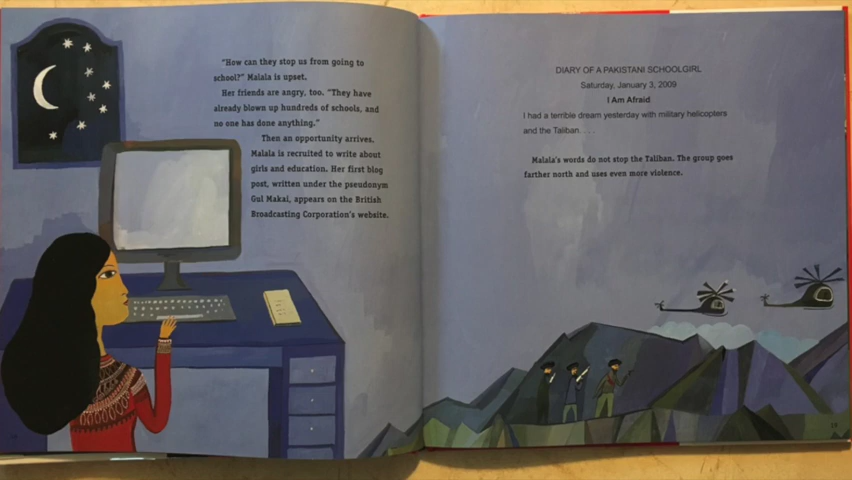 "How can they stop us from going to
school?" Malala is upset.
Her friends are angry, too. "They have
already blown up hundreds of schools, and
no one has done anything."
Then an opportunity arrives.
Malala is recruited to write about
girls and education. Her first blog
post, written under the pseudonym
Gul Makai, appears on the British
Broadcasting Corporation's website.
DIARY OF A PAKISTANI SCHOOLGIRL
Saturday, January 3, 2009
I Am Afraid
I had a terrible dream yesterday with military helicopters
and the Taliban. . . .
Malala's words do not stop the Taliban. The group goes
farther north and uses even more violence.